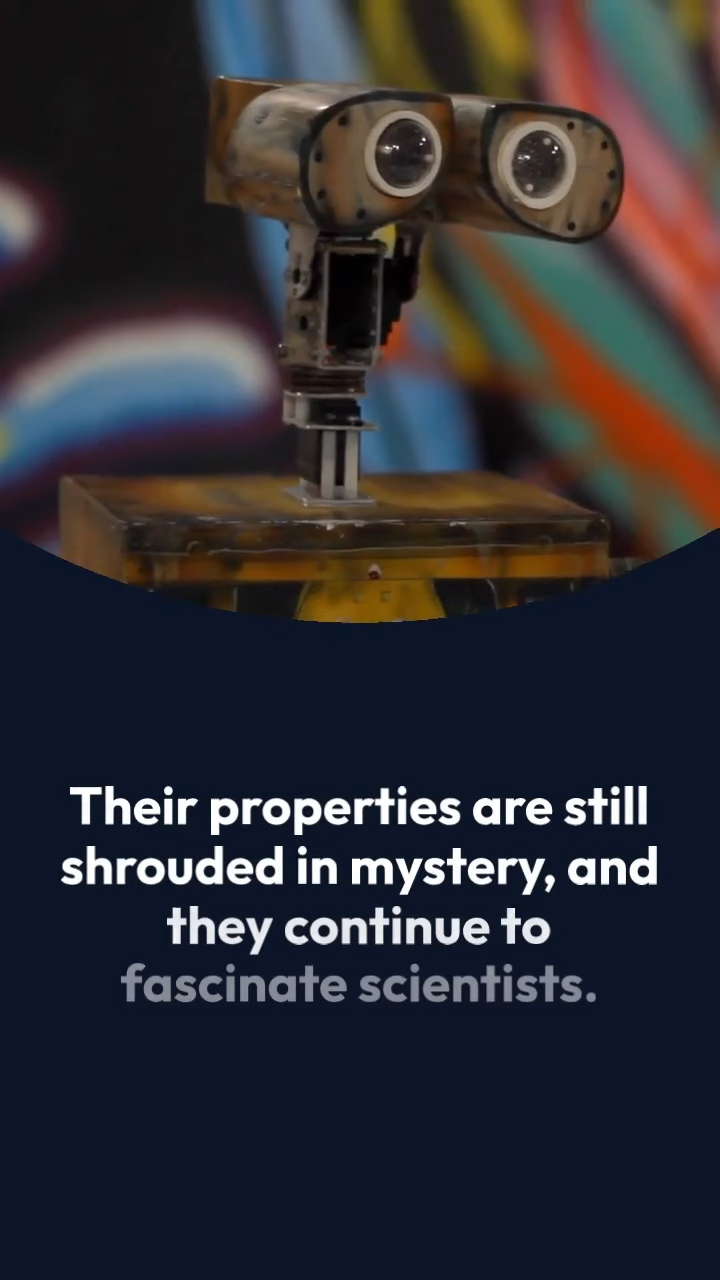 Their properties are still
shrouded in mystery, and
they continue to
fascinate scientists.